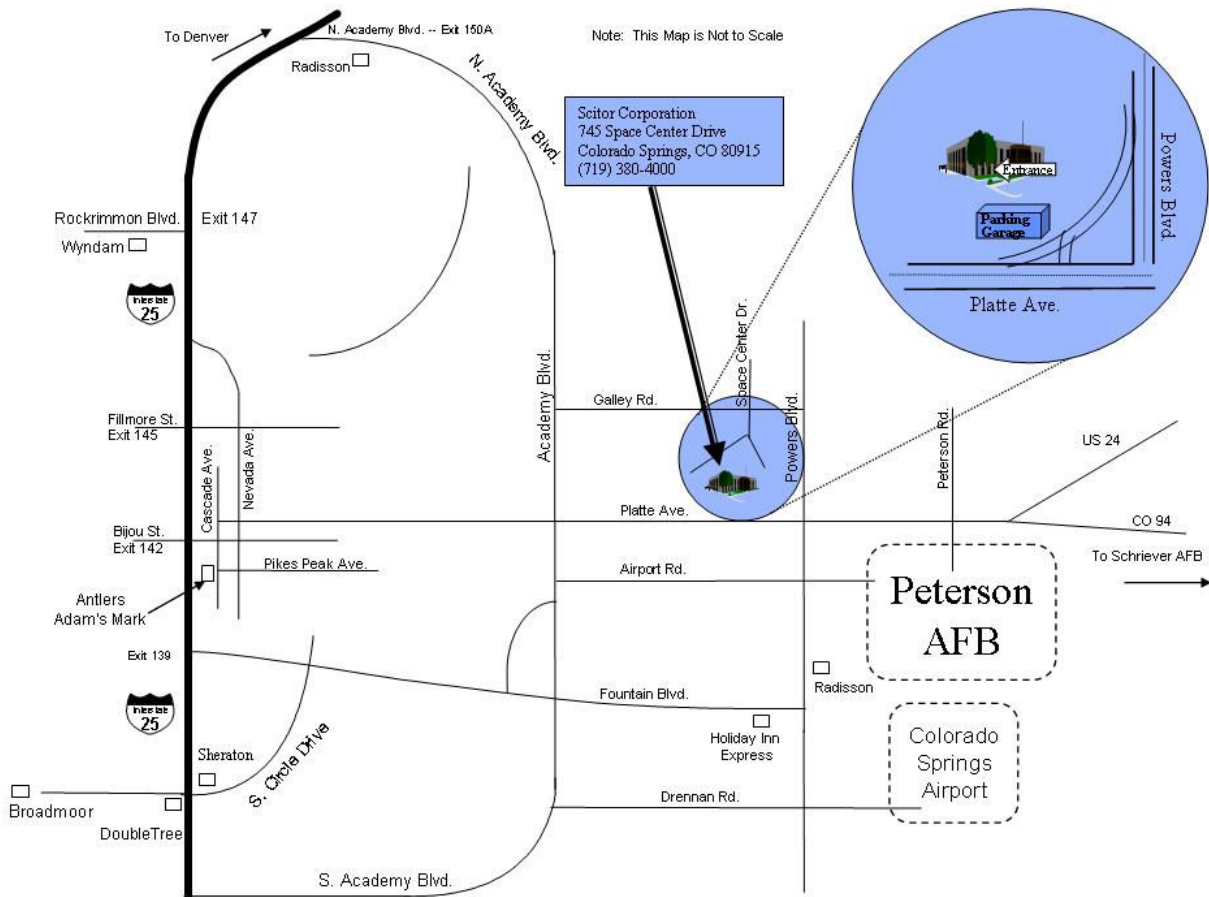 To Denver
N. Academy Blvd. -- Exit 150A
Note: This Map is Not to Scale
Radisson
N. Academy Blvd.
Scitor Corporation
745 Space Center Drive
Colorado Springs, CO 80915
(719) 380-4000
Entrance
Parking
Garage
Powers Blvd.
Platte Ave.
Rockrimmon Blvd.
Exit 147
Wyndam
Interstate
25
Space Center Dr.
Academy Blvd.
Galley Rd.
Powers Blvd.
Peterson Rd.
US 24
Fillmore St.
Exit 145
Cascade Ave.
Nevada Ave.
Platte Ave.
CO 94
Bijou St.
Exit 142
Pikes Peak Ave.
Airport Rd.
To Schriever AFB
Antlers
Adam's Mark
Peterson
AFB
Exit 139
Fountain Blvd.
Radisson
Interstate
25
Holiday Inn
Express
Colorado
Springs
Airport
Sheraton
S. Circle Drive
Broadmoor
DoubleTree
Drennan Rd.
S. Academy Blvd.